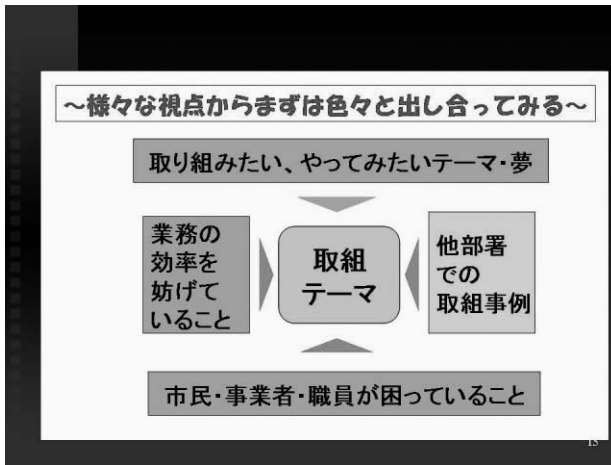 ～様々な視点からまずは色々と出し合ってみる～
取り組みたい、やってみたいテーマ・夢
業務の
効率を
妨げて
いること
取組
テーマ
他部署
での
取組事例
市民・事業者・職員が困っていること
15